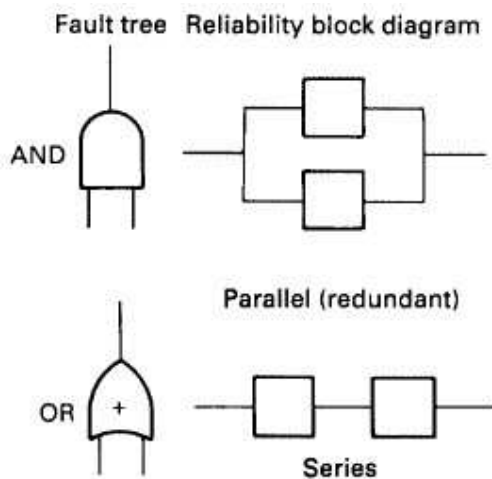 Fault tree Reliability block diagram
AND
Parallel (redundant)
OR
+
Series